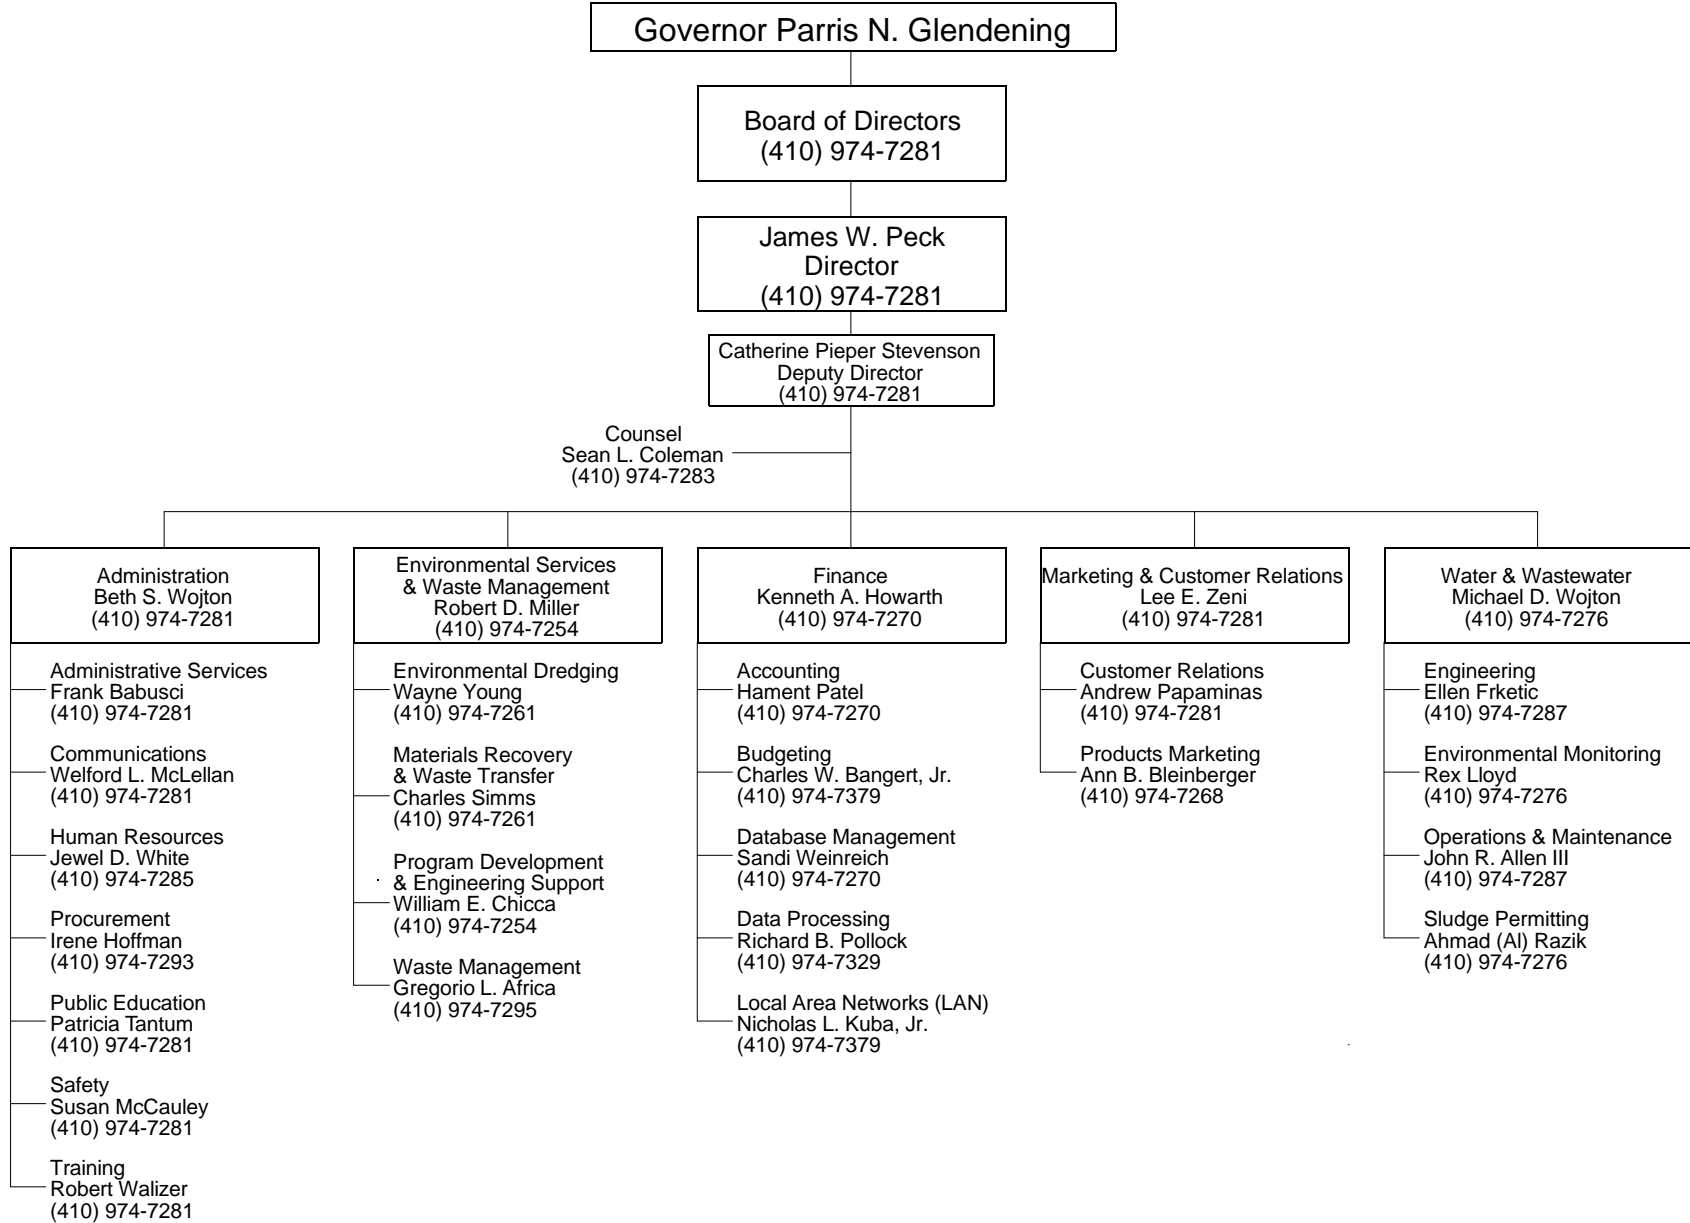 Governor Parris N. Glendening
Board of Directors
(410) 974-7281
James W. Peck
Director
(410) 974-7281
Catherine Pieper Stevenson
Deputy Director
(410) 974-7281
Counsel
Sean L. Coleman
(410) 974-7283
Administration
Beth S. Wojton
(410) 974-7281
Administrative Services
Frank Babusci
(410) 974-7281
Communications
Welford L. McLellan
(410) 974-7281
Human Resources
Jewel D. White
(410) 974-7285
Procurement
Irene Hoffman
(410) 974-7293
Public Education
Patricia Tantum
(410) 974-7281
Safety
Susan McCauley
(410) 974-7281
Training
Robert Walizer
(410) 974-7281
Environmental Services
& Waste Management
Robert D. Miller
(410) 974-7254
Environmental Dredging
Wayne Young
(410) 974-7261
Materials Recovery
& Waste Transfer
Charles Simms
(410) 974-7261
Program Development
& Engineering Support
William E. Chicca
(410) 974-7254
Waste Management
Gregorio L. Africa
(410) 974-7295
Finance
Kenneth A. Howarth
(410) 974-7270
Accounting
Hament Patel
(410) 974-7270
Budgeting
Charles W. Bangert, Jr.
(410) 974-7379
Database Management
Sandi Weinreich
(410) 974-7270
Data Processing
Richard B. Pollock
(410) 974-7329
Local Area Networks (LAN)
Nicholas L. Kuba, Jr.
(410) 974-7379
Marketing & Customer Relations
Lee E. Zeni
(410) 974-7281
Customer Relations
Andrew Papaminas
(410) 974-7281
Products Marketing
Ann B. Bleinberger
(410) 974-7268
Water & Wastewater
Michael D. Wojton
(410) 974-7276
Engineering
Ellen Frketic
(410) 974-7287
Environmental Monitoring
Rex Lloyd
(410) 974-7276
Operations & Maintenance
John R. Allen III
(410) 974-7287
Sludge Permitting
Ahmad (Al) Razik
(410) 974-7276